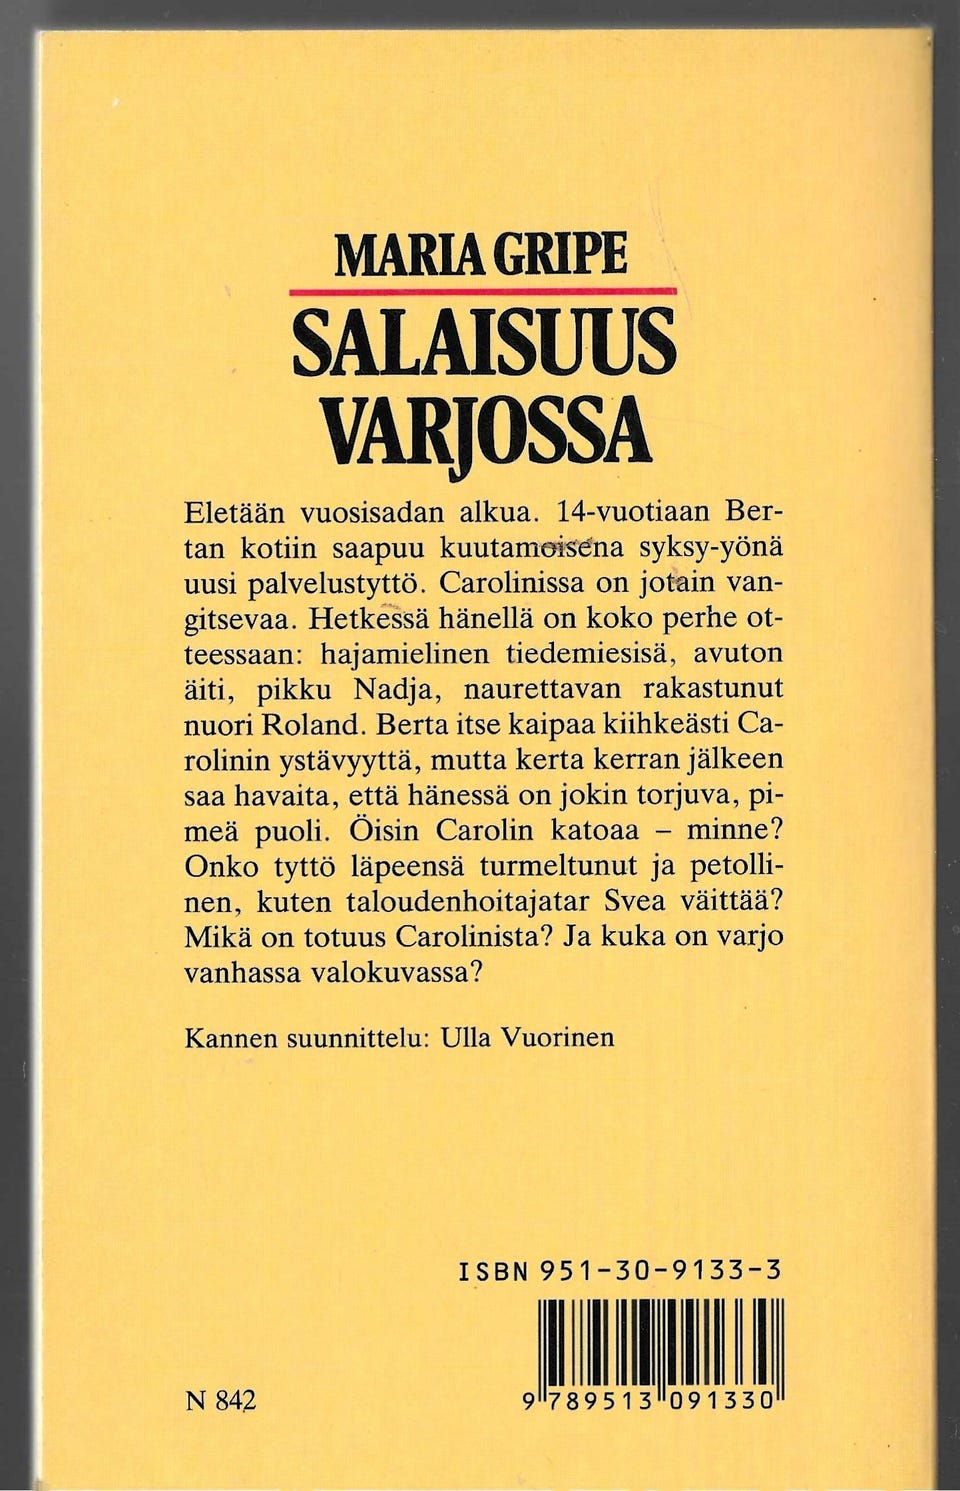 MARIA GRIPE
SALAISUUS
VARJOSSA
Eletään vuosisadan alkua. 14-vuotiaan Ber-
tan kotiin saapuu kuutamoisena syksy-yönä
uusi palvelustyttö. Carolinissa on jotain van-
gitsevaa. Hetkessä hänellä on koko perhe ot-
teessaan: hajamielinen tiedemiesisä, avuton
äiti, pikku Nadja, naurettavan rakastunut
nuori Roland. Berta itse kaipaa kiihkeästi Ca-
rolinin ystävyyttä, mutta kerta kerran jälkeen
saa havaita, että hänessä on jokin torjuva, pi-
meä puoli. Öisin Carolin katoaa – minne?
Onko tyttö läpeensä turmeltunut ja petolli-
nen, kuten taloudenhoitajatar Svea väittää?
Mikä on totuus Carolinista? Ja kuka on varjo
vanhassa valokuvassa?
Kannen suunnittelu: Ulla Vuorinen
ISBN 951-30-9133-3
N 842
9 789513 091330